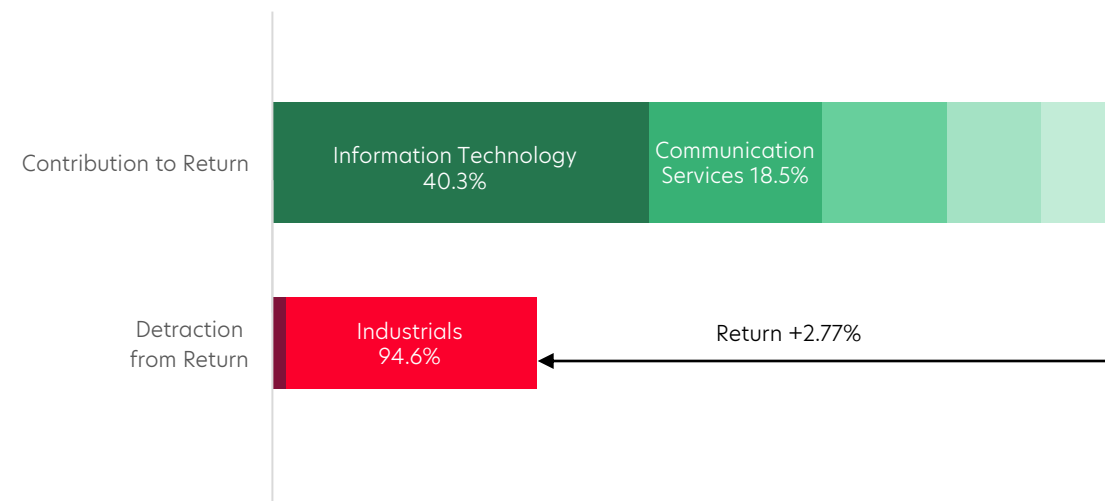 Contribution to Return
Information Technology
40.3%
Communication
Services 18.5%
Detraction
from Return
Industrials
94.6%
Return +2.77%